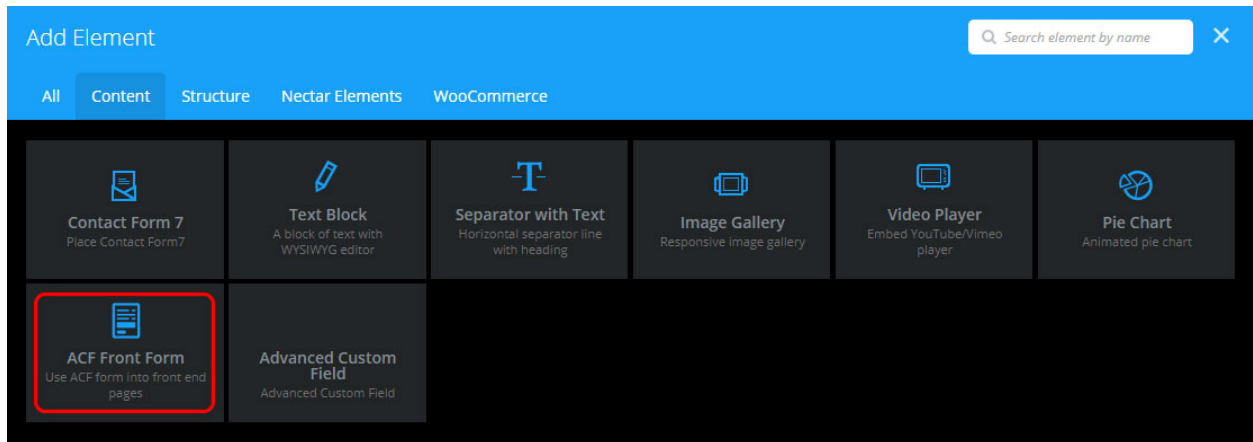 Add Element
Search element by name
All Content Structure Nectar Elements WooCommerce
Contact Form 7
Place Contact Form7
Text Block
A block of text with
WYSIWYG editor
Separator with Text
Horizontal separator line
with heading
Image Gallery
Responsive image gallery
Video Player
Embed YouTube/Vimeo
player
Pie Chart
Animated pie chart
ACF Front Form
Use ACF form into front end
pages
Advanced Custom
Field
Advanced Custom Field